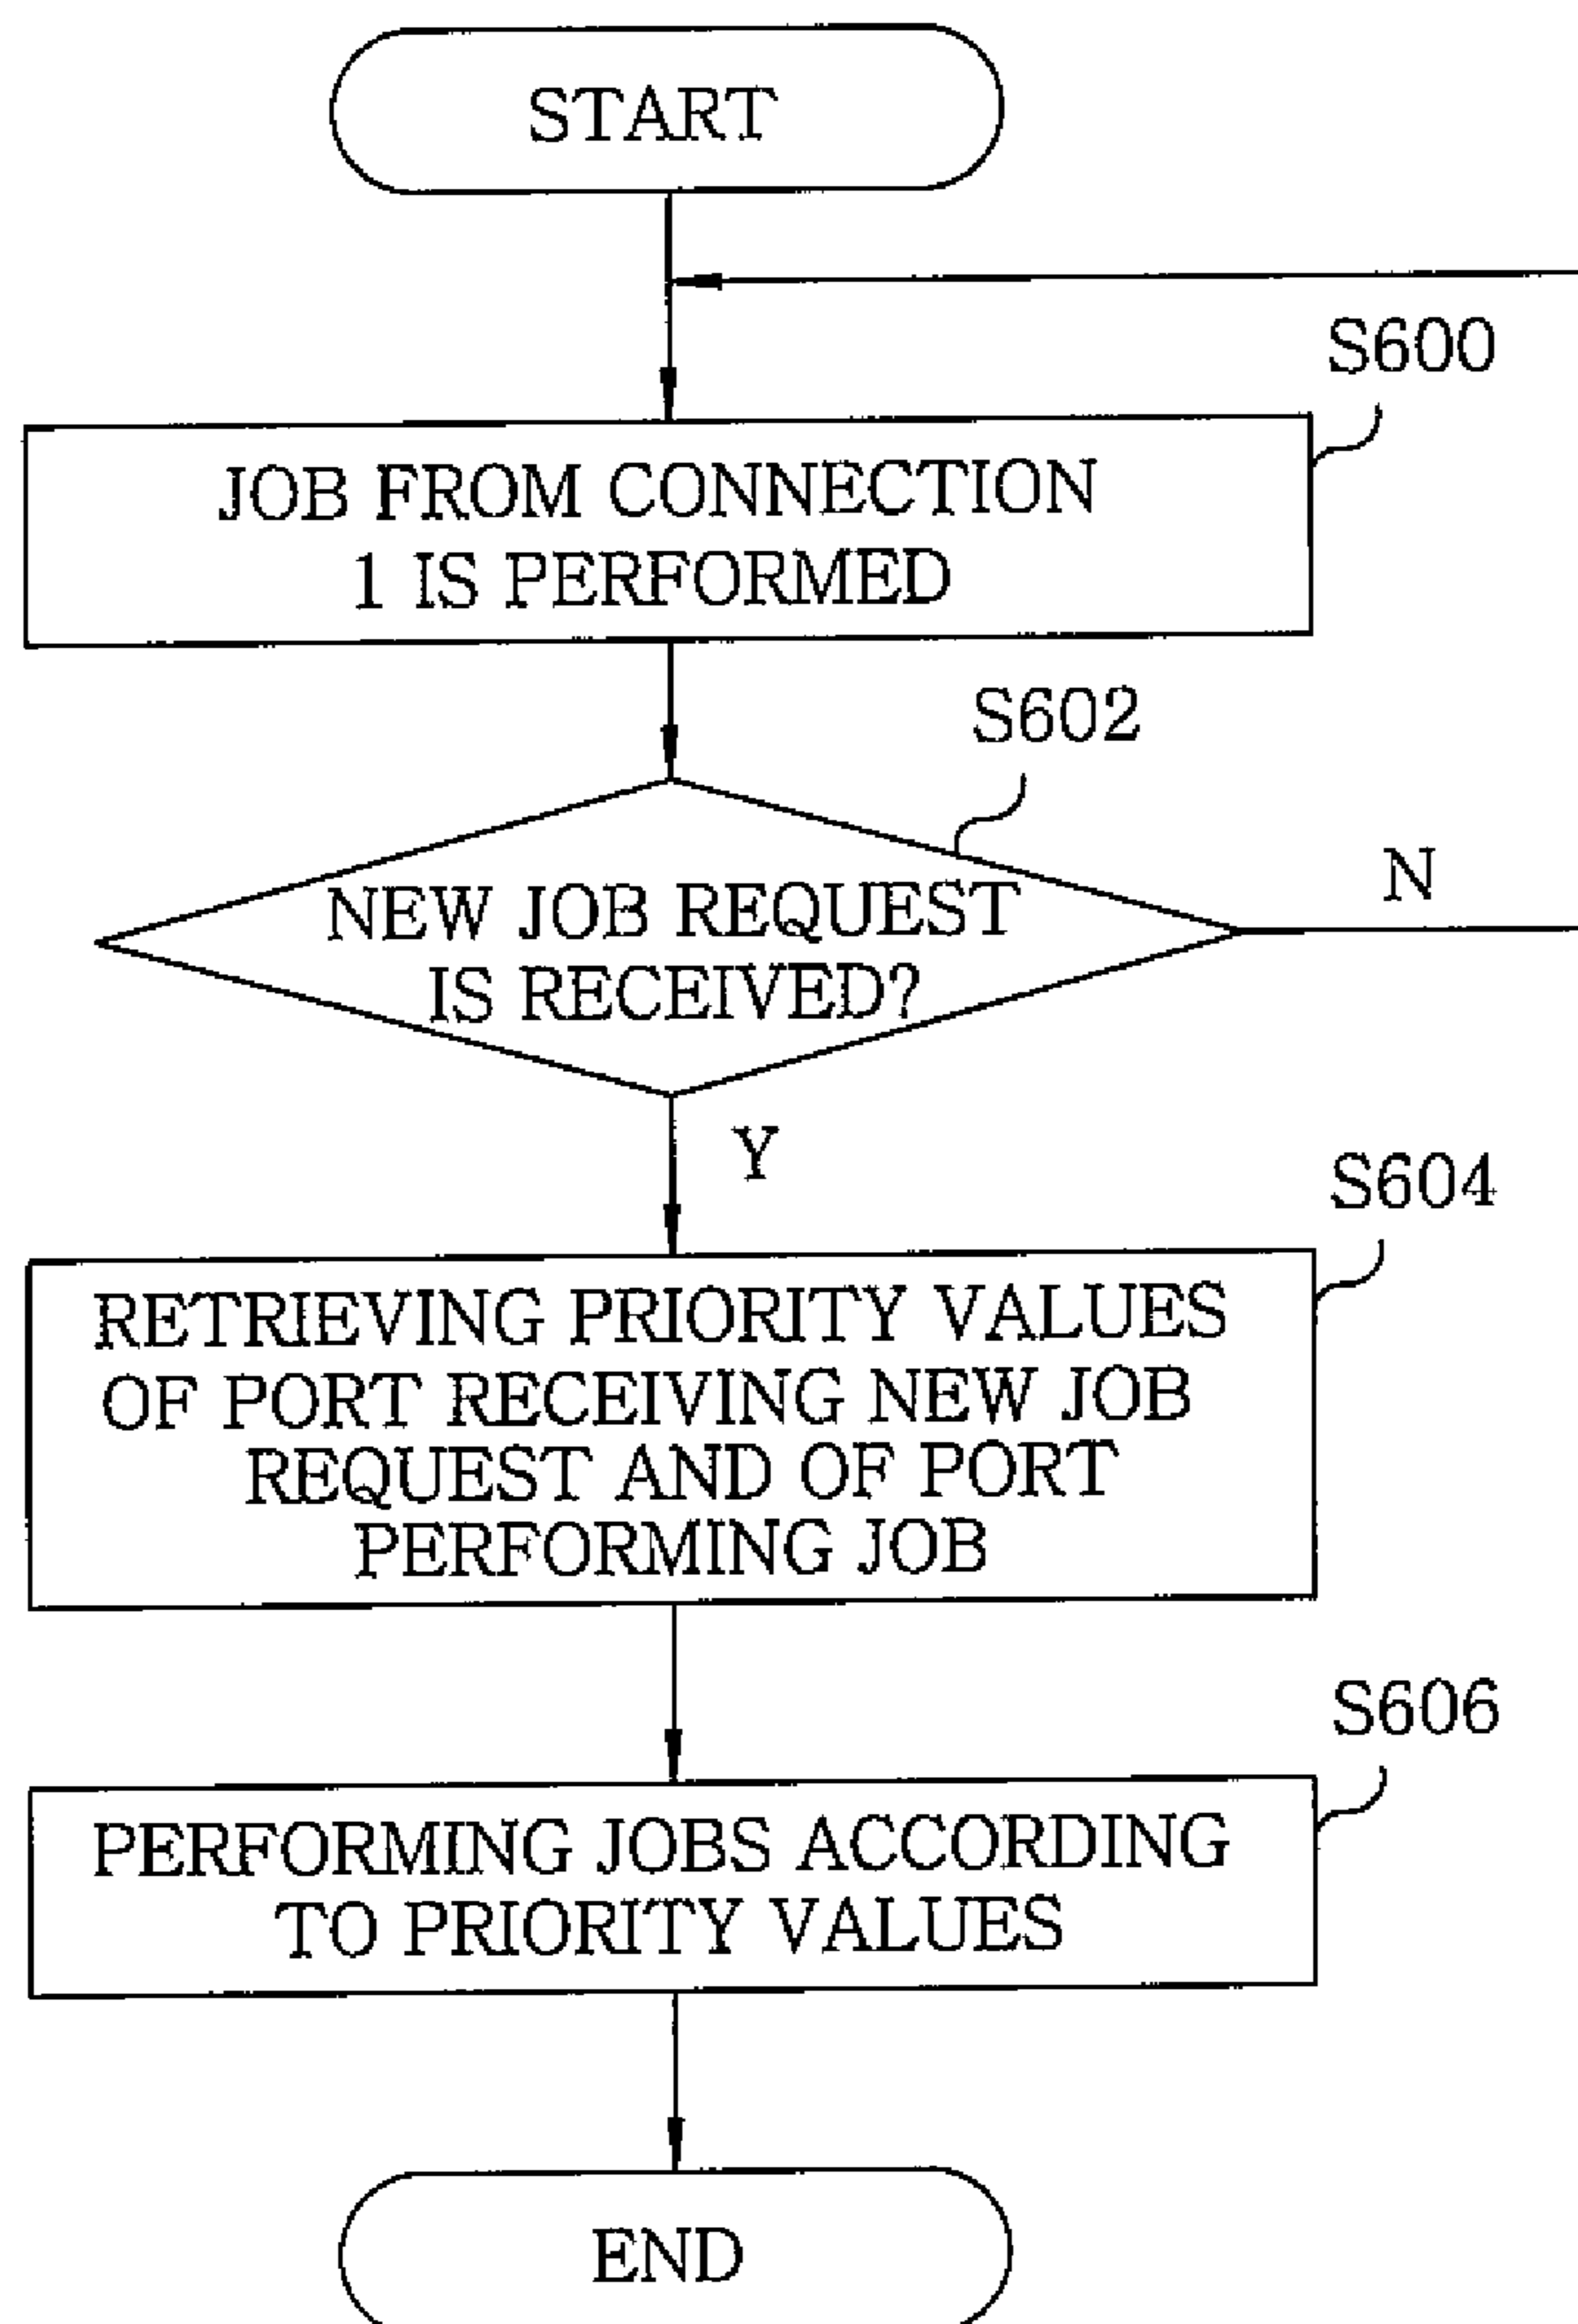 START
S600
JOB FROM CONNECTION
1 IS PERFORMED
S602
N
NEW JOB REQUEST
IS RECEIVED?
Y
S604
RETRIEVING PRIORITY VALUES
OF PORT RECEIVING NEW JOB
REQUEST AND OF PORT
PERFORMING JOB
S606
PERFORMING JOBS ACCORDING
TO PRIORITY VALUES
END